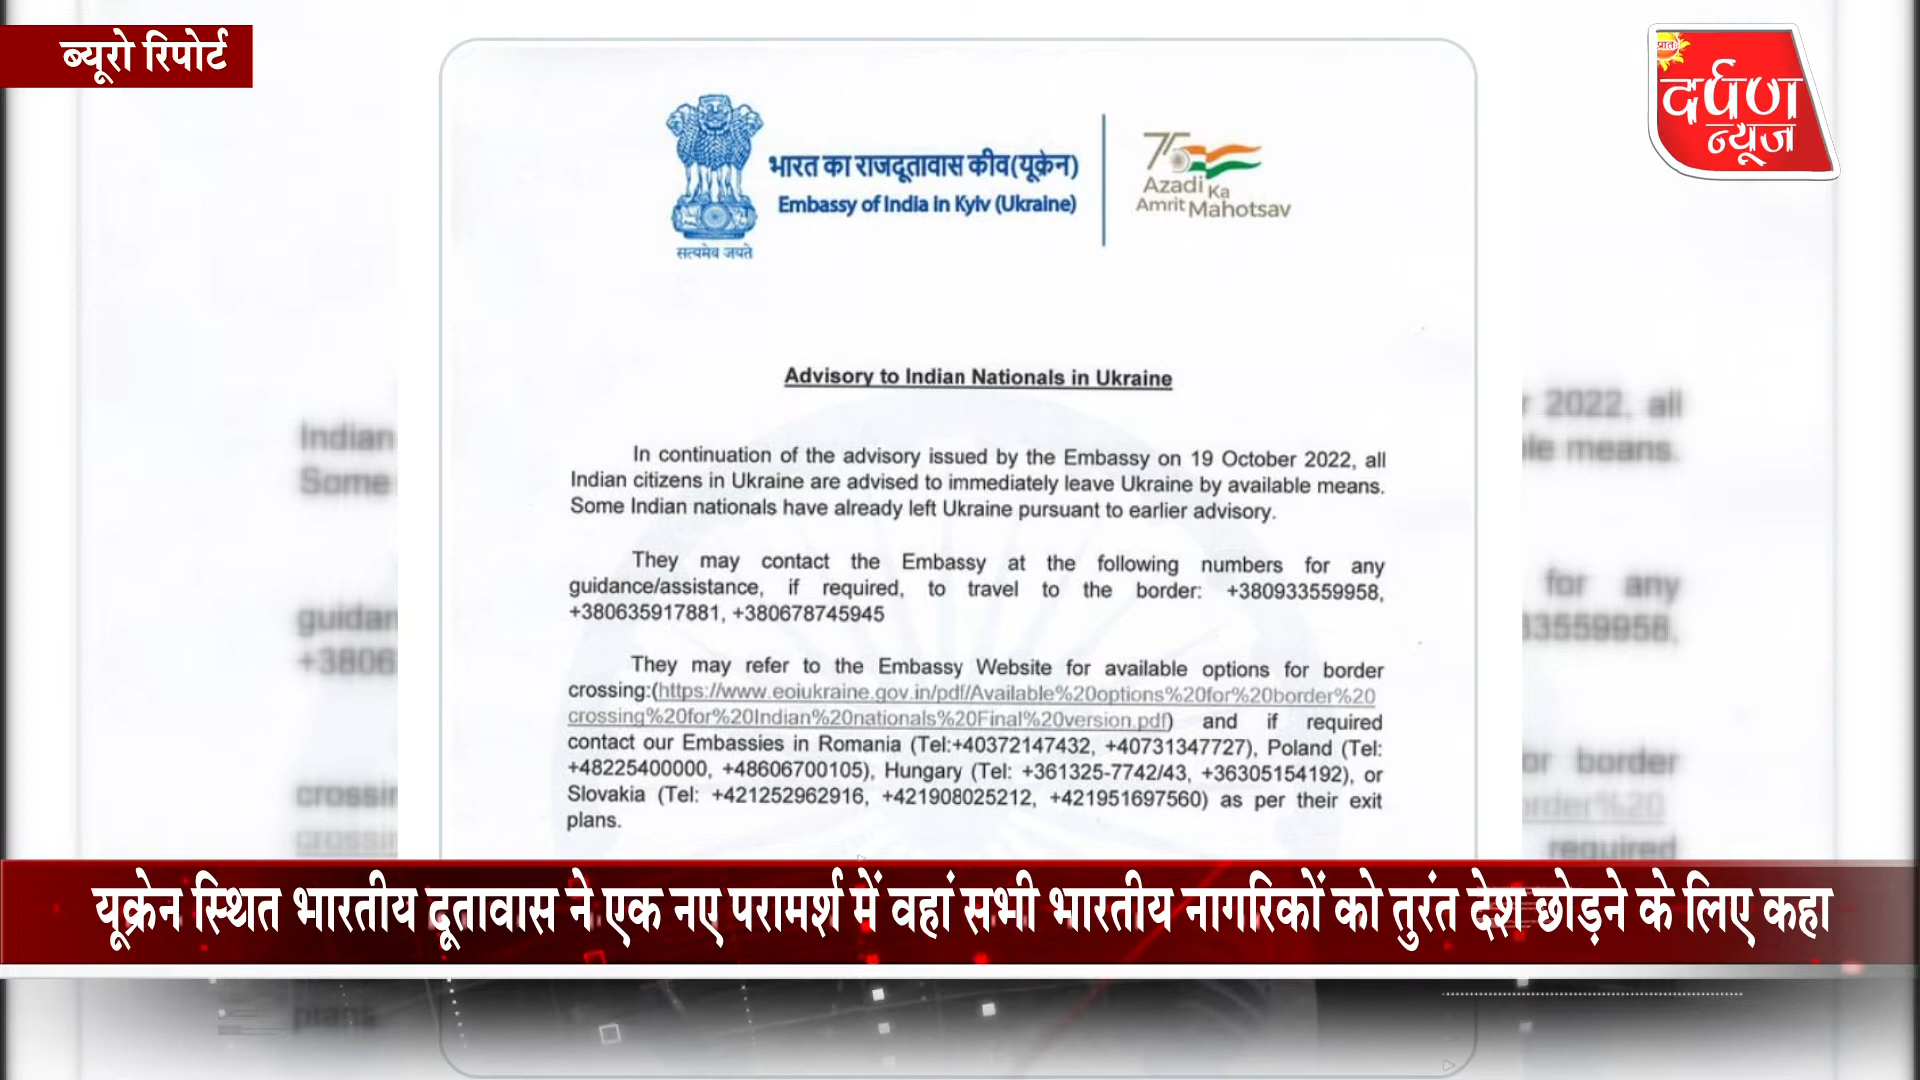 ब्यूरो रिपोर्ट
प्रातः
दर्पण
न्यूज
भारत का राजदूतावास कीव(यूक्रेन)
Embassy of India in Kyiv (Ukraine)
सत्यमेव जयते
75
Azadi Ka
Amrit Mahotsav
Advisory to Indian Nationals in Ukraine
In continuation of the advisory issued by the Embassy on 19 October 2022, all
Indian citizens in Ukraine are advised to immediately leave Ukraine by available means.
Some Indian nationals have already left Ukraine pursuant to earlier advisory.
They may contact the Embassy at the following numbers for any
guidance/assistance, if required, to travel to the border: +380933559958,
+380635917881, +380678745945
They may refer to the Embassy Website for available options for border
crossing:(https://www.eoiukraine.gov.in/pdf/Available%20options%20for%20border%20
crossing%20for%20Indian%20nationals%20Final%20version.pdf) and if required
contact our Embassies in Romania (Tel:+40372147432, +40731347727), Poland (Tel:
+48225400000, +48606700105), Hungary (Tel: +361325-7742/43, +36305154192), or
Slovakia (Tel: +421252962916, +421908025212, +421951697560) as per their exit
plans.
यूक्रेन स्थित भारतीय दूतावास ने एक नए परामर्श में वहां सभी भारतीय नागरिकों को तुरंत देश छोड़ने के लिए कहा